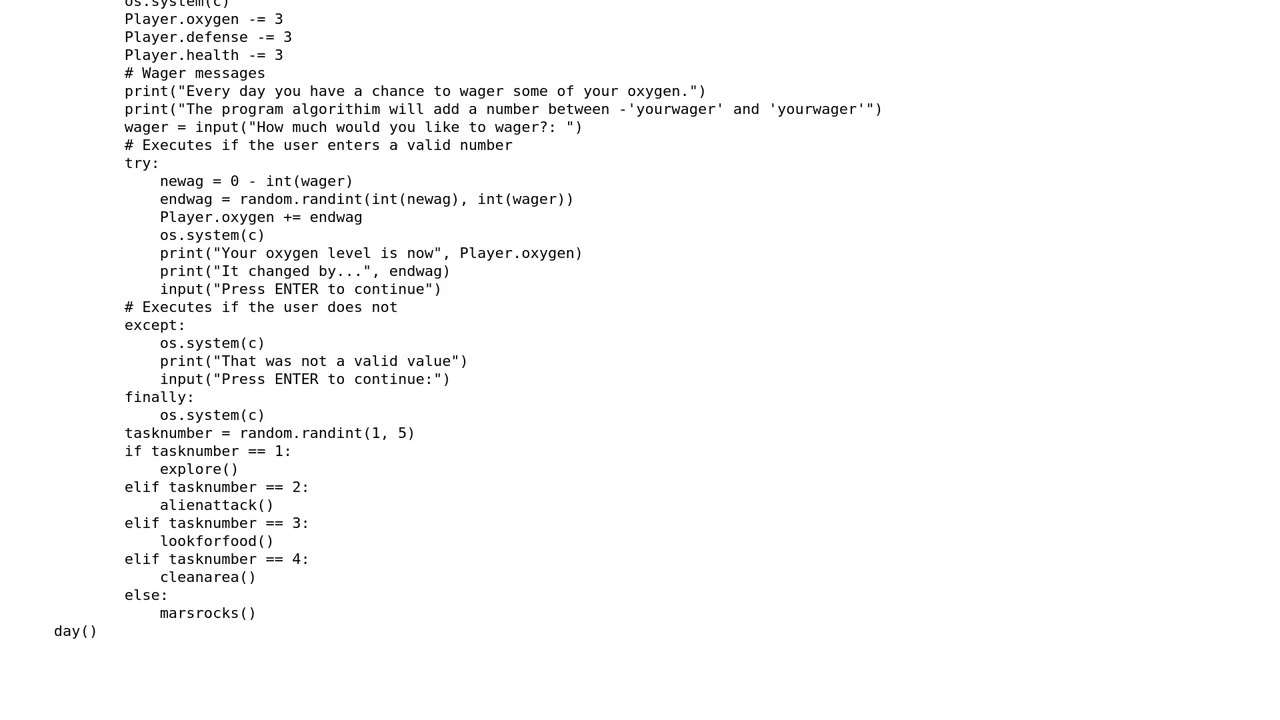 os.system(c)
Player.oxygen -= 3
Player.defense -= 3
Player.health -= 3
# Wager messages
print("Every day you have a chance to wager some of your oxygen.")
print("The program algorithim will add a number between -'yourwager' and 'yourwager'")
wager = input("How much would you like to wager?: ")
# Executes if the user enters a valid number
try:
newag = 0 - int(wager)
endwag = random.randint(int(newag), int(wager))
Player.oxygen += endwag
os.system(c)
print("Your oxygen level is now", Player.oxygen)
print("It changed by...", endwag)
input("Press ENTER to continue")
# Executes if the user does not
except:
os.system(c)
print("That was not a valid value")
input("Press ENTER to continue:")
finally:
os.system(c)
tasknumber = random.randint(1, 5)
if tasknumber == 1:
explore()
elif tasknumber == 2:
alienattack()
elif tasknumber == 3:
lookforfood()
elif tasknumber == 4:
cleanarea()
else:
marsrocks()
day()